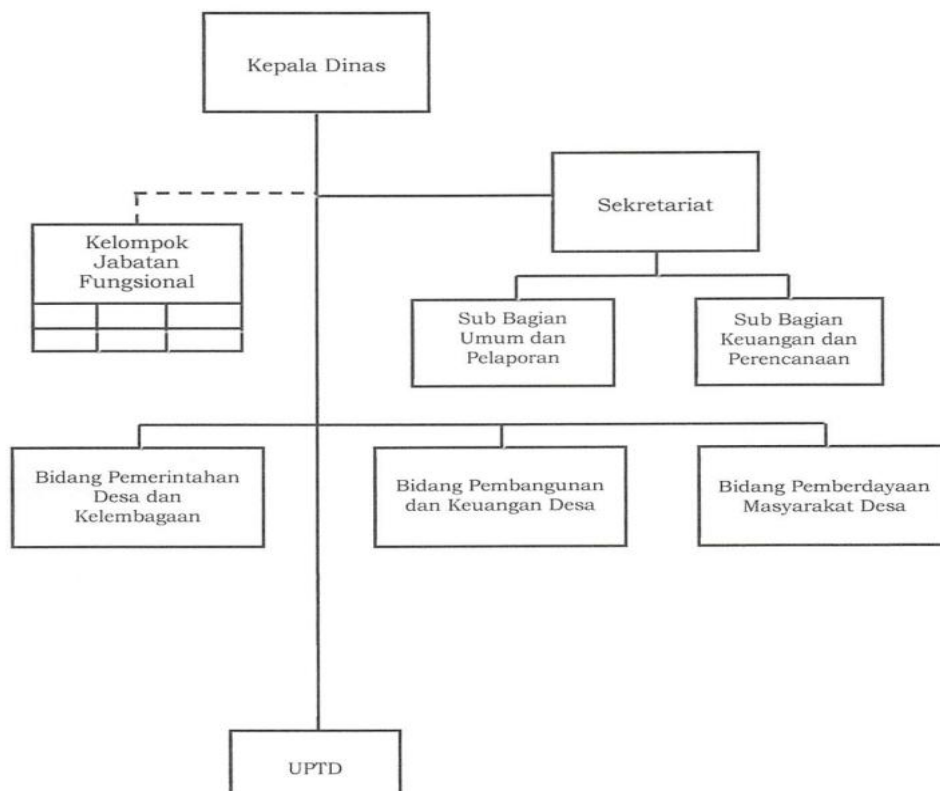 Kepala Dinas
Sekretariat
Kelompok
Jabatan
Fungsional
Sub Bagian
Umum dan
Pelaporan
Sub Bagian
Keuangan dan
Perencanaan
Bidang Pemerintahan
Desa dan
Kelembagaan
Bidang Pembangunan
dan Keuangan Desa
Bidang Pemberdayaan
Masyarakat Desa
UPTD